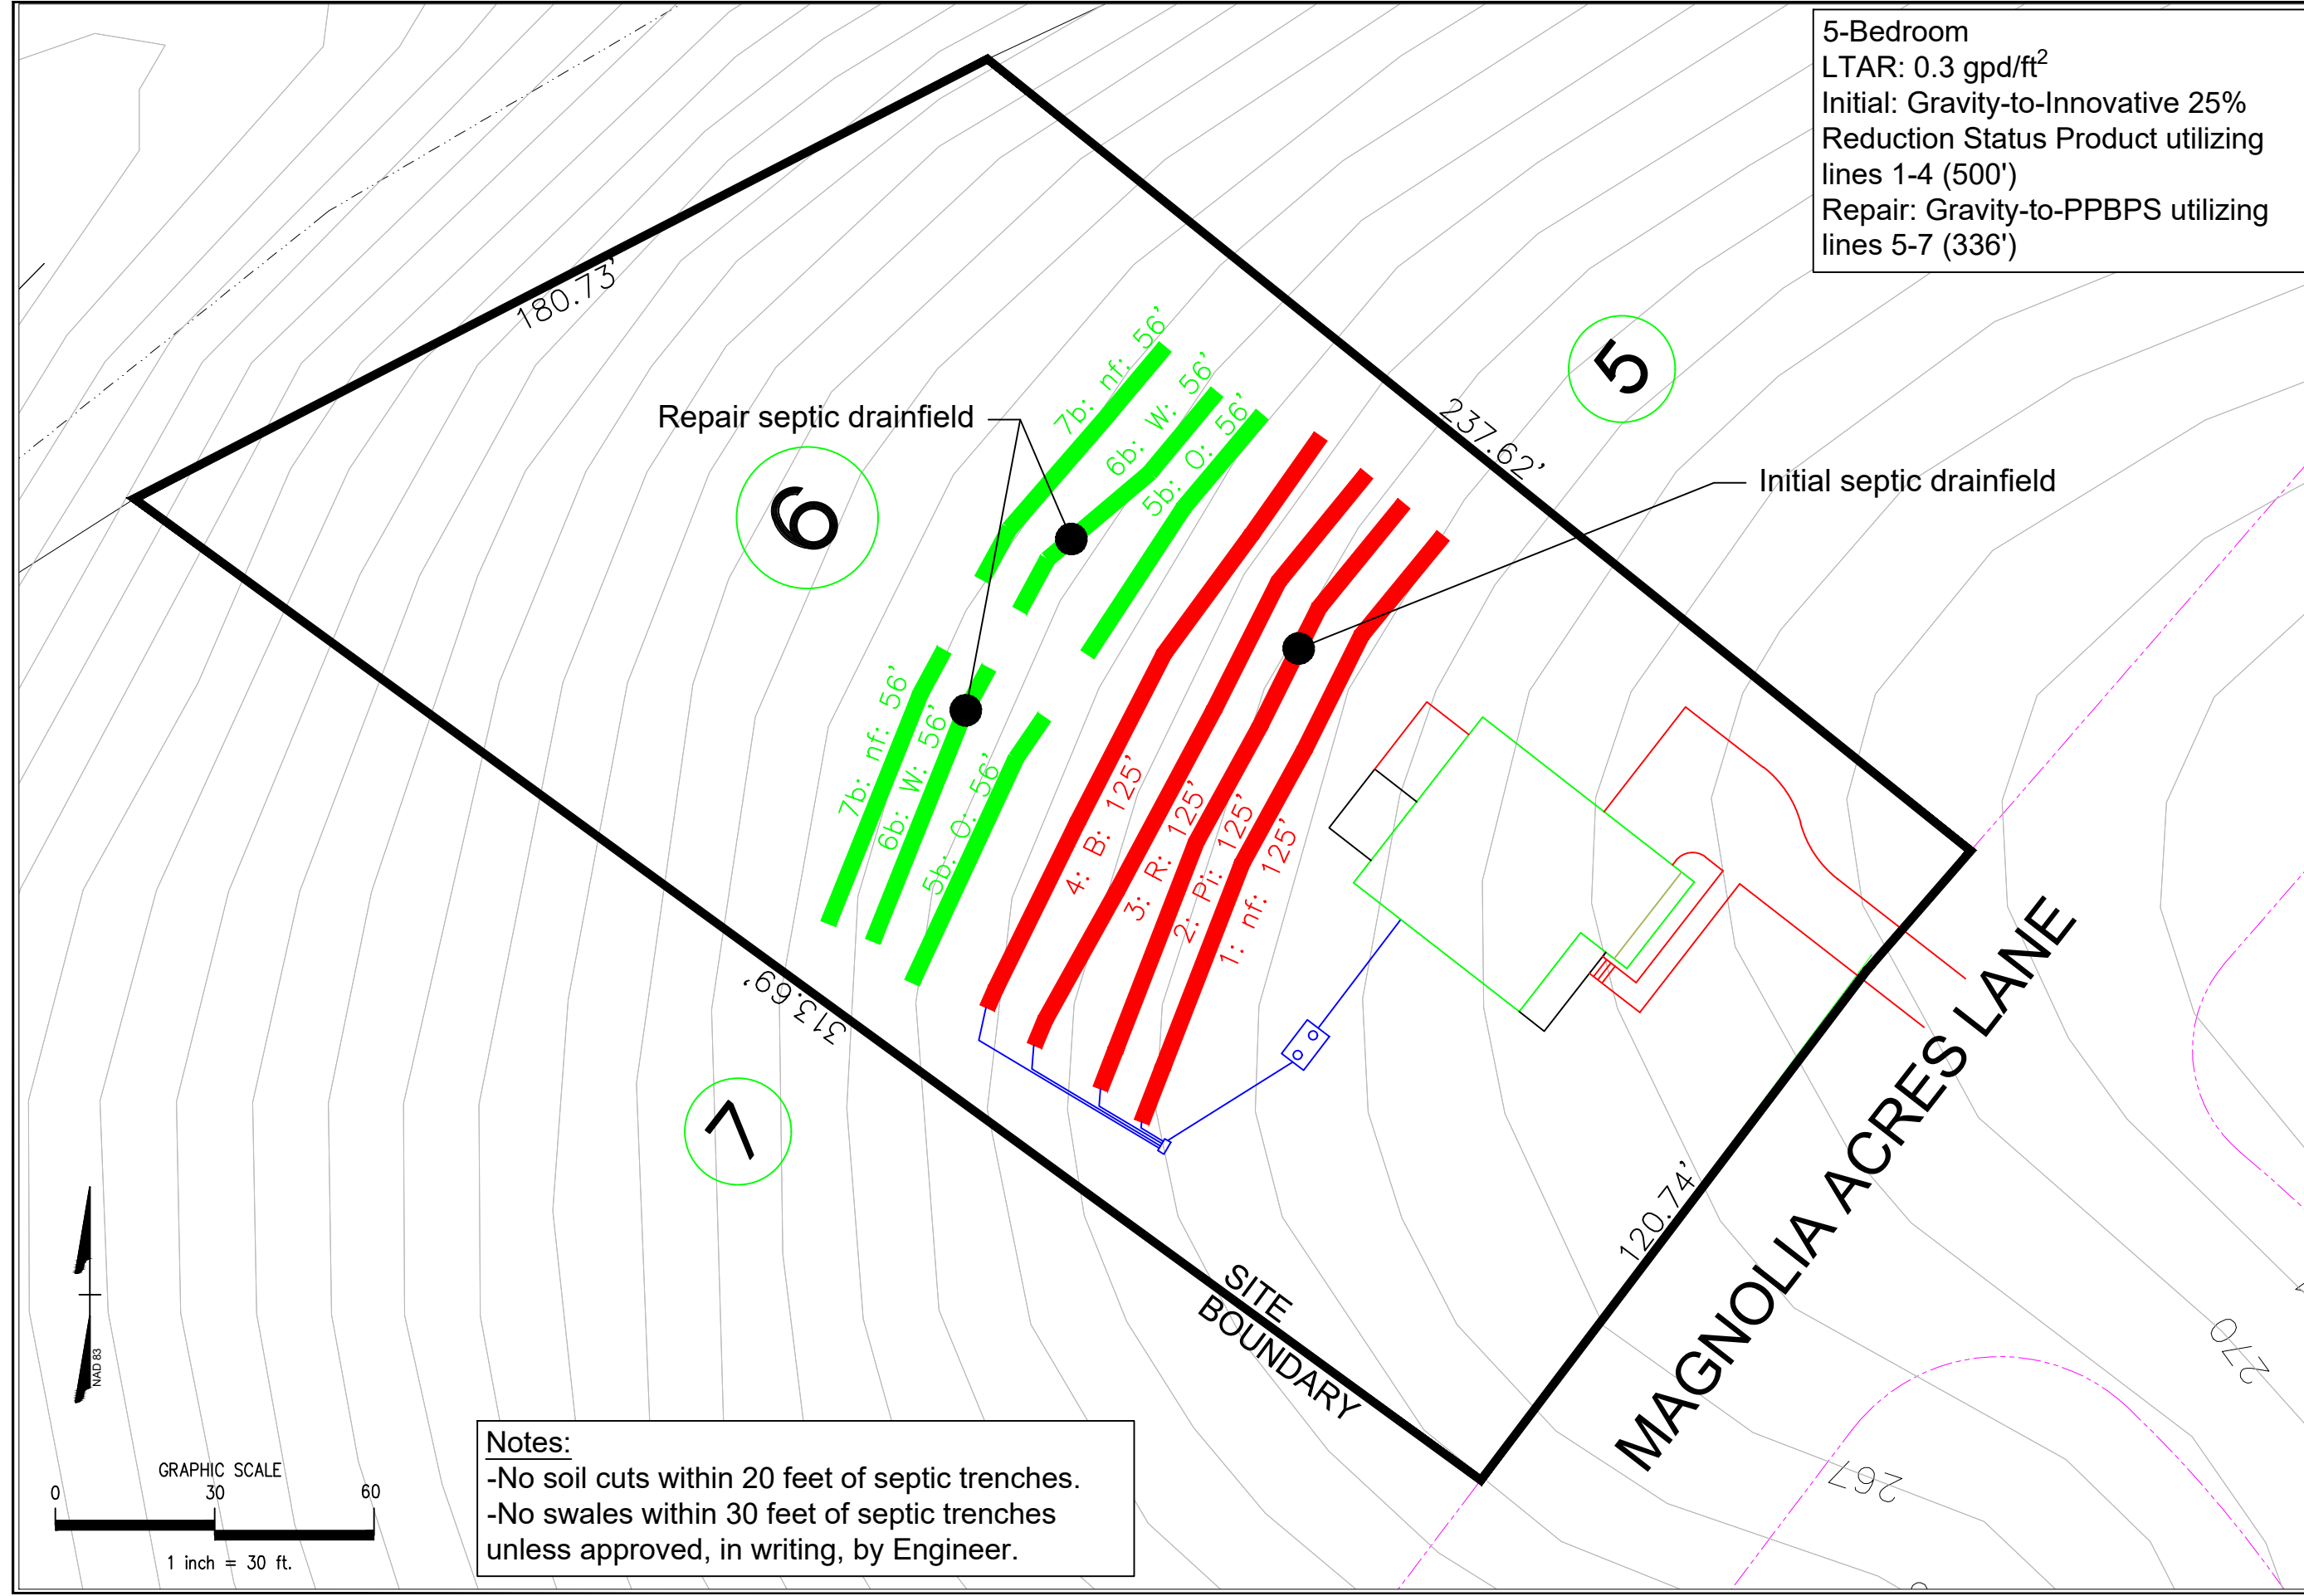 5-Bedroom
LTAR: 0.3 gpd/ft²
Initial: Gravity-to-Innovative 25%
Reduction Status Product utilizing
lines 1-4 (500')
Repair: Gravity-to-PPBPS utilizing
lines 5-7 (336')
180.73'
237.62'
5
7b: nf: 56'
6b: W: 56'
5b: O: 56'
Repair septic drainfield
Initial septic drainfield
6
7b: nf: 56'
6b: W: 56'
5b: O: 56'
4: B: 125'
3: R: 125'
2: Pi: 125'
1: nf: 125'
313.69'
7
120.74'
MAGNOLIA ACRES LANE
SITE
BOUNDARY
270
267
NAD 83
GRAPHIC SCALE
0 30 60
1 inch = 30 ft.
Notes:
-No soil cuts within 20 feet of septic trenches.
-No swales within 30 feet of septic trenches
unless approved, in writing, by Engineer.